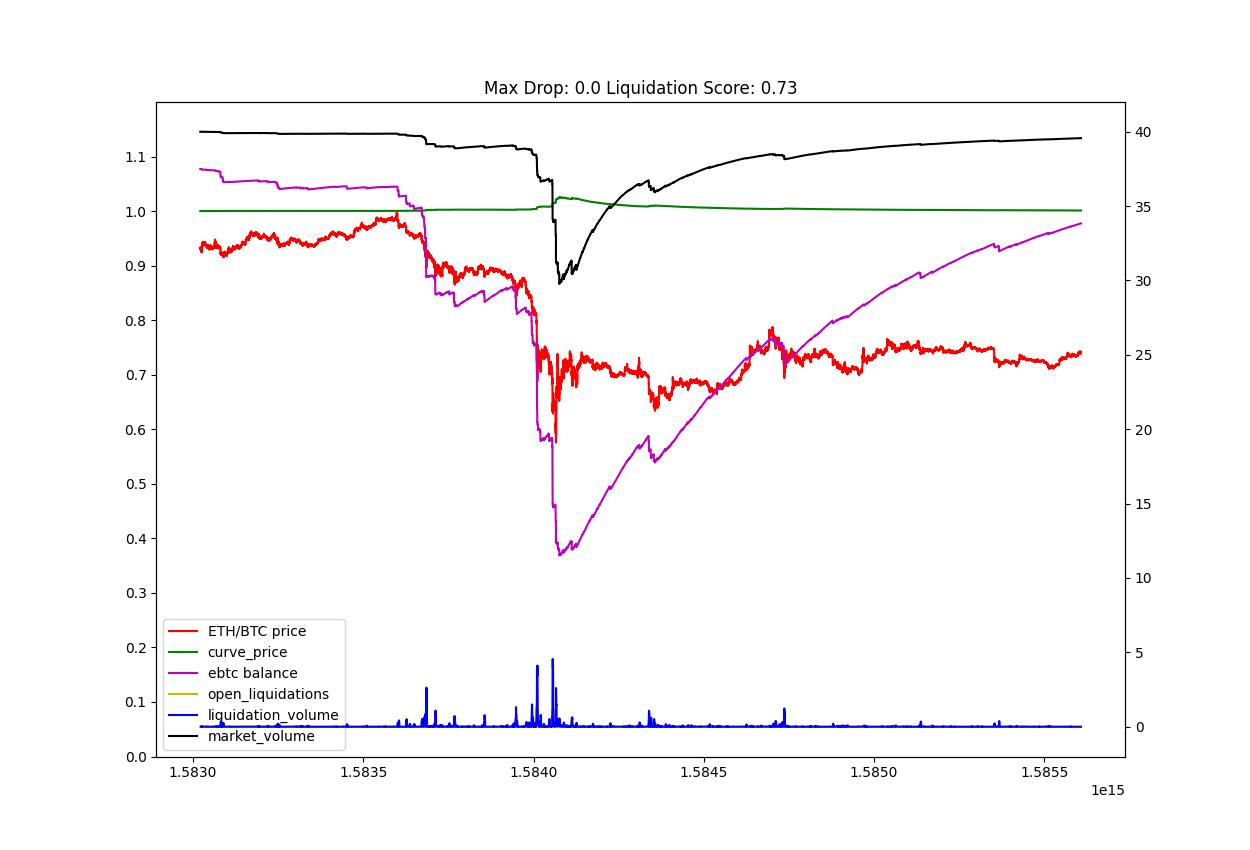 Max Drop: 0.0 Liquidation Score: 0.73
1.1
1.0
0.9
0.8
0.7
0.6
0.5
0.4
0.3
0.2
0.1
0.0
40
35
30
25
20
15
10
5
0
ETH/BTC price
curve_price
ebtc balance
open_liquidations
liquidation_volume
market_volume
1.5830 1.5835 1.5840 1.5845 1.5850 1.5855
1e15